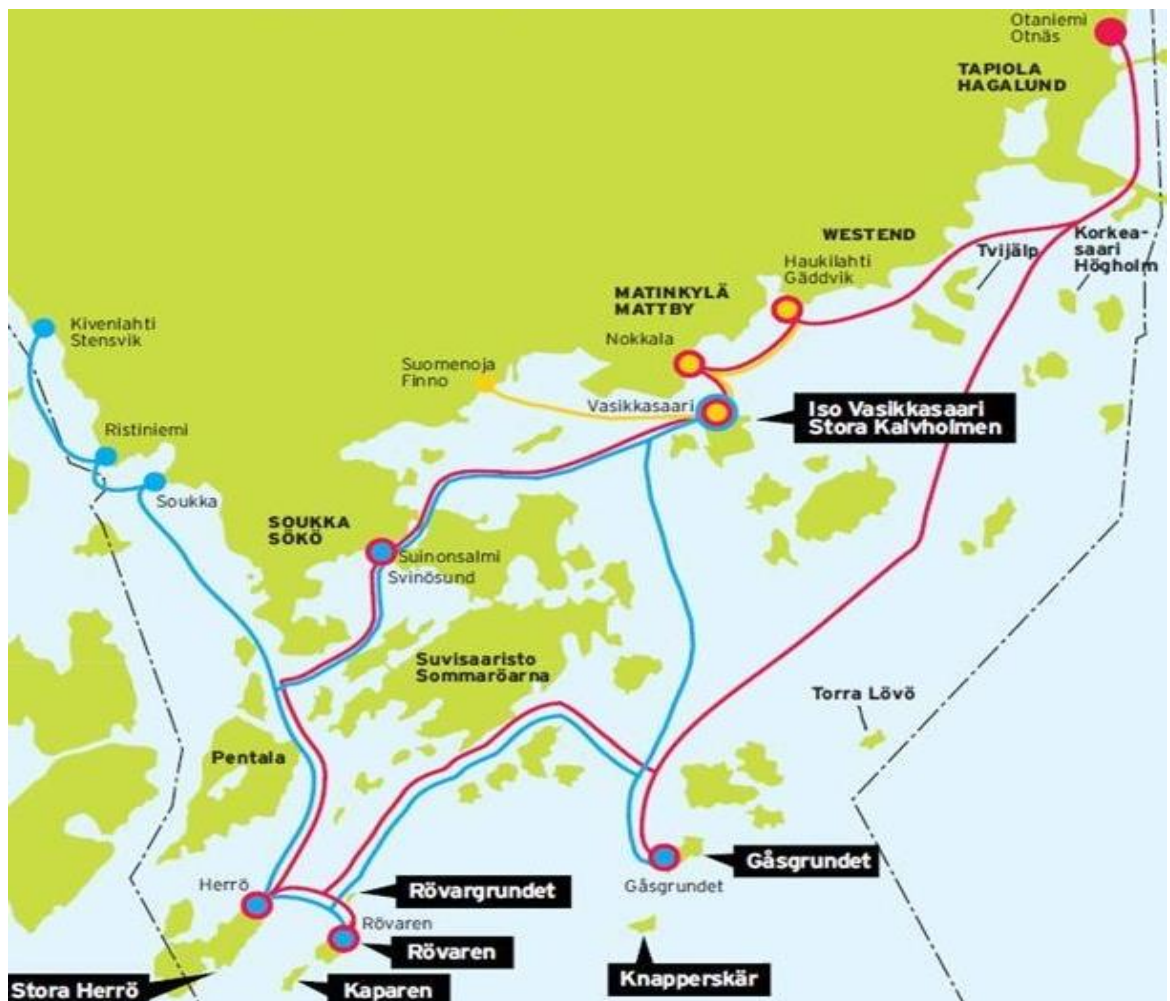 Otaniemi
Otnäs
TAPIOLA
HAGALUND
WESTEND
Korkea-
saari
Högholm
Tvijälp
Haukilahti
Gäddvik
MATINKYLÄ
MATTBY
Nokkala
Kivenlahti
Stensvik
Suomenoja
Finno
Vasikkasaari
Iso Vasikkasaari
Stora Kalvholmen
Ristiniemi
Soukka
SOUKKA
SÖKÖ
Suinonsalmi
Svinösund
Suvisaaristo
Sommaröarna
Torra Lövö
Pentala
Gåsgrundet
Gåsgrundet
Herrö
Rövargrundet
Rövaren
Rövaren
Knapperskär
Stora Herrö
Kaparen